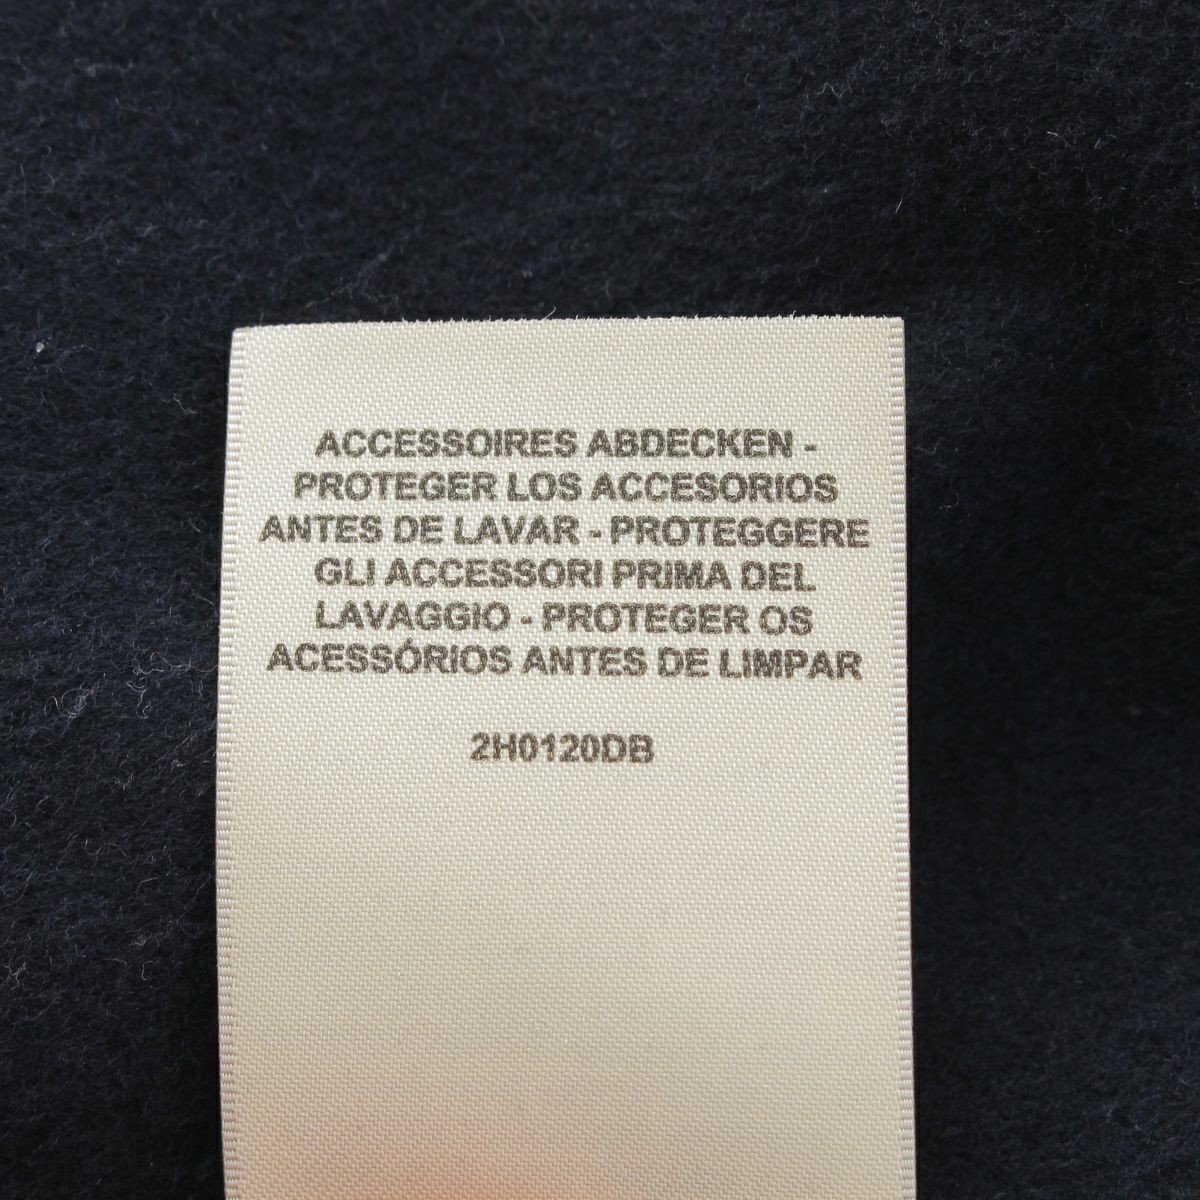 ACCESSOIRES ABDECKEN -
PROTEGER LOS ACCESORIOS
ANTES DE LAVAR - PROTEGGERE
GLI ACCESSORI PRIMA DEL
LAVAGGIO - PROTEGER OS
ACESSÓRIOS ANTES DE LIMPAR
2H0120DB